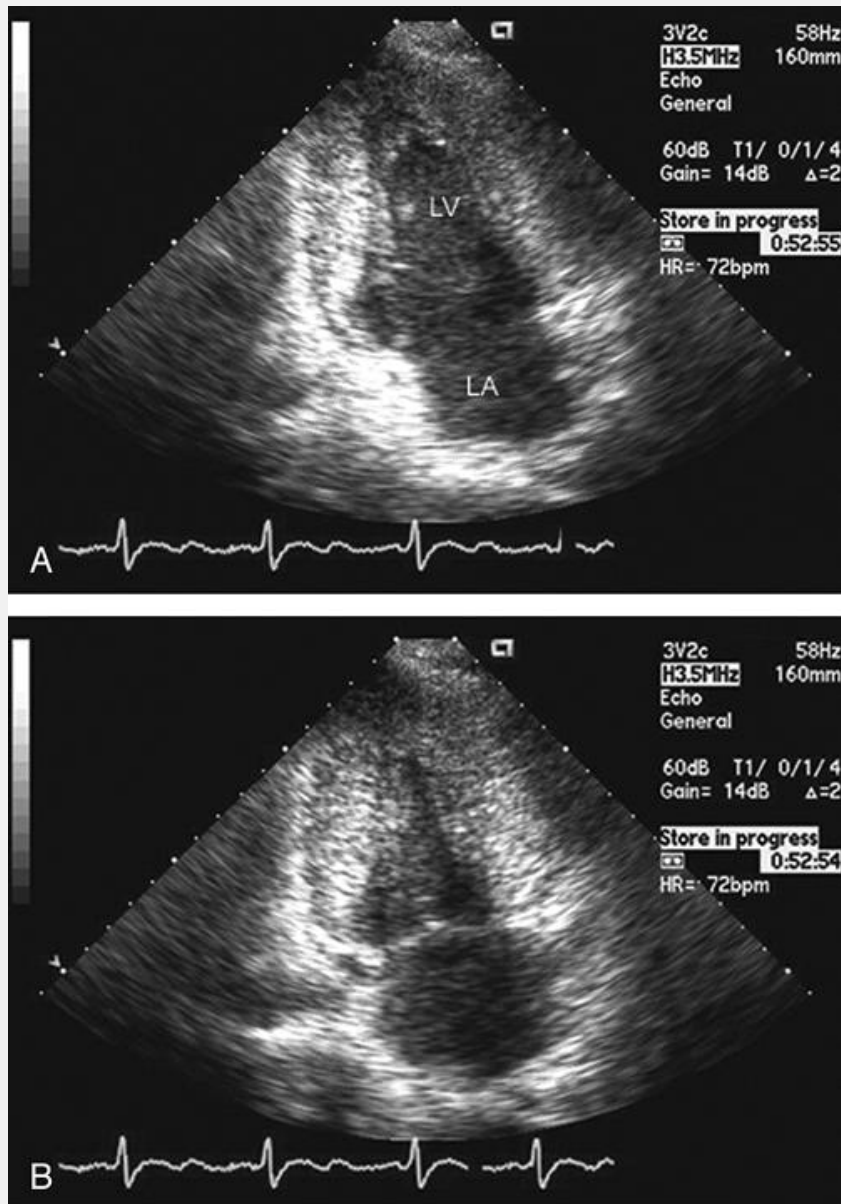 3V2c 58Hz
H3.5MHz 160mm
Echo
General
60dB T1/ 0/1/4
Gain= 14dB Δ=2
Store in progress
0:52:55
HR= 72bpm
LV
LA
A
3V2c 58Hz
H3.5MHz 160mm
Echo
General
60dB T1/ 0/1/4
Gain= 14dB Δ=2
Store in progress
0:52:54
HR= 72bpm
B